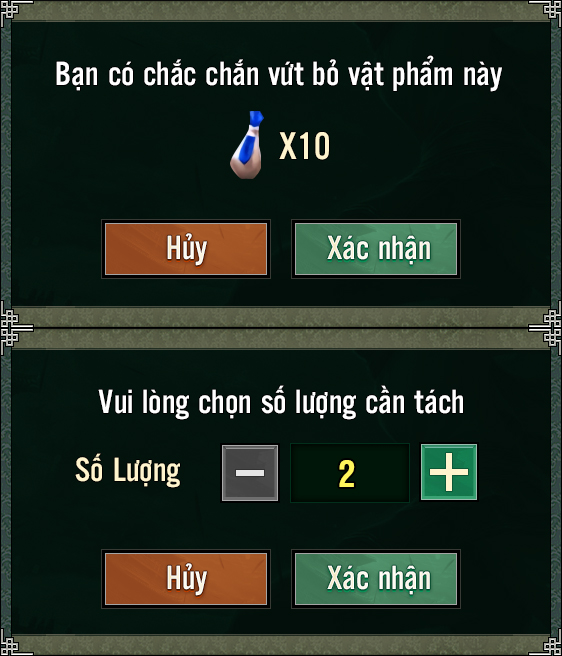 Bạn có chắc chắn vứt bỏ vật phẩm này
X10
Hủy
Xác nhận
Vui lòng chọn số lượng cần tách
Số Lượng
2
Hủy
Xác nhận